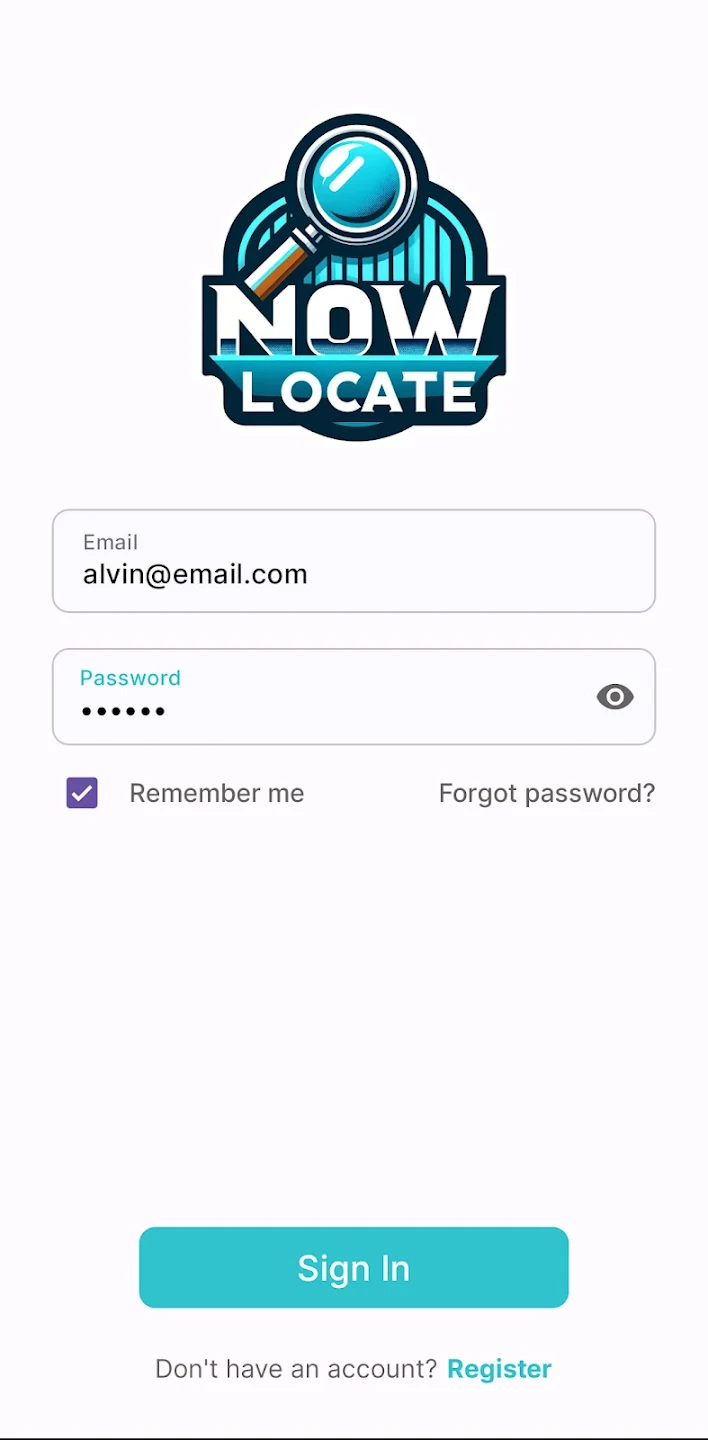 NOW
LOCATE
Email
alvin@email.com
Password
••••••
Remember me Forgot password?
Sign In
Don't have an account? Register